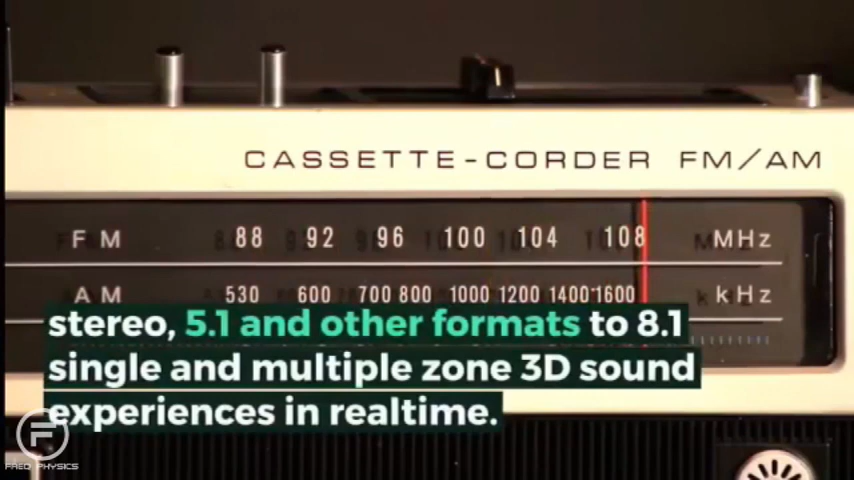 CASSETTE-CORDER FM/AM
FM 88 92 96 100 104 108 MHz
AM 530 600 700 800 1000 1200 1400 1600 kHz
stereo, 5.1 and other formats to 8.1
single and multiple zone 3D sound
experiences in realtime.
F
FRED PHYSICS